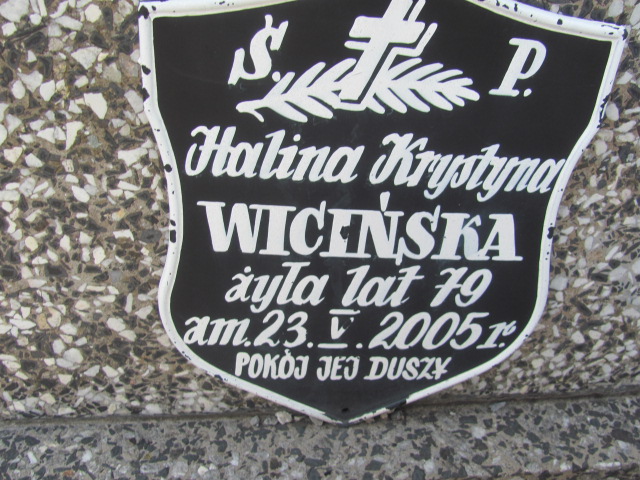 Ś. P.
Halina Krystyna
WICIŃSKA
żyła lat 79
zm. 23. V. 2005 r.
POKÓJ JEJ DUSZY